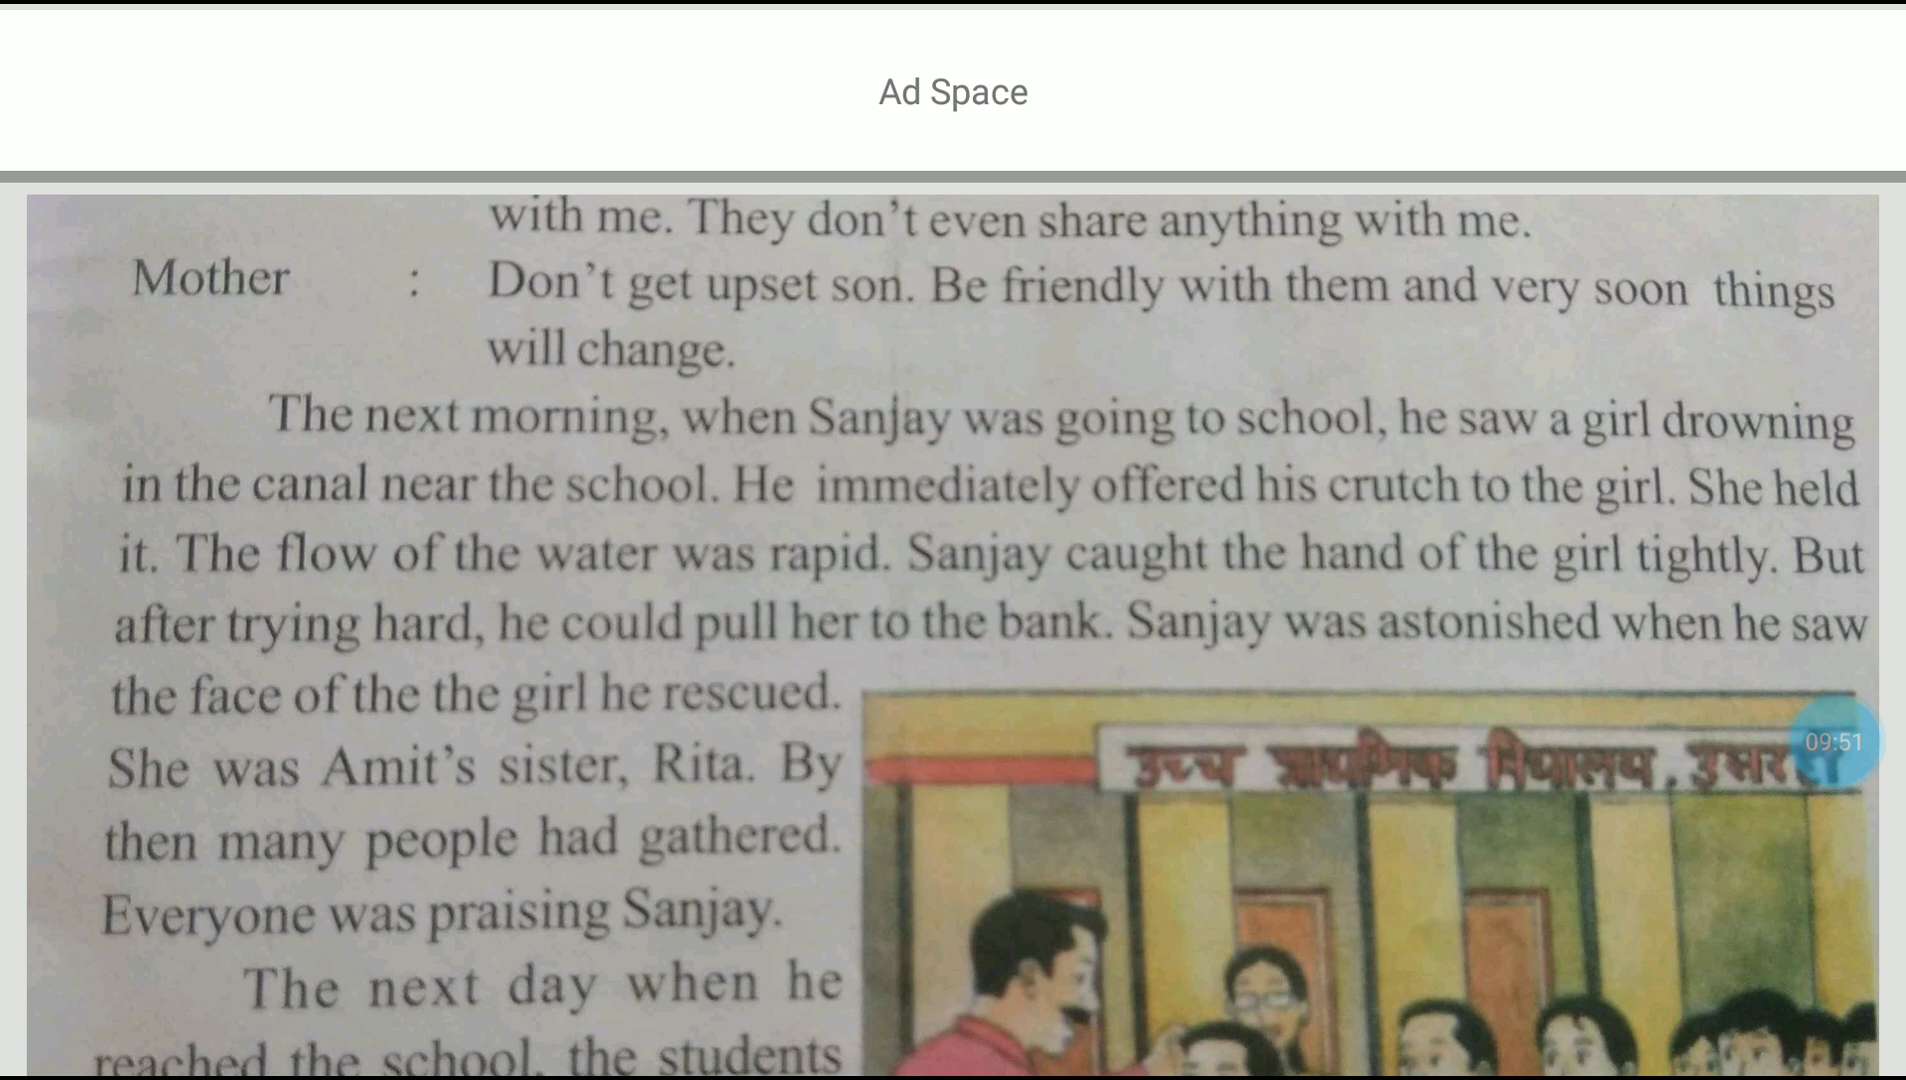 Ad Space
with me. They don't even share anything with me.
Mother : Don't get upset son. Be friendly with them and very soon things
will change.
The next morning, when Sanjay was going to school, he saw a girl drowning
in the canal near the school. He immediately offered his crutch to the girl. She held
it. The flow of the water was rapid. Sanjay caught the hand of the girl tightly. But
after trying hard, he could pull her to the bank. Sanjay was astonished when he saw
the face of the the girl he rescued.
She was Amit's sister, Rita. By
then many people had gathered.
Everyone was praising Sanjay.
The next day when he
reached the school, the students
उच्च प्राथमिक विद्यालय,
09:51